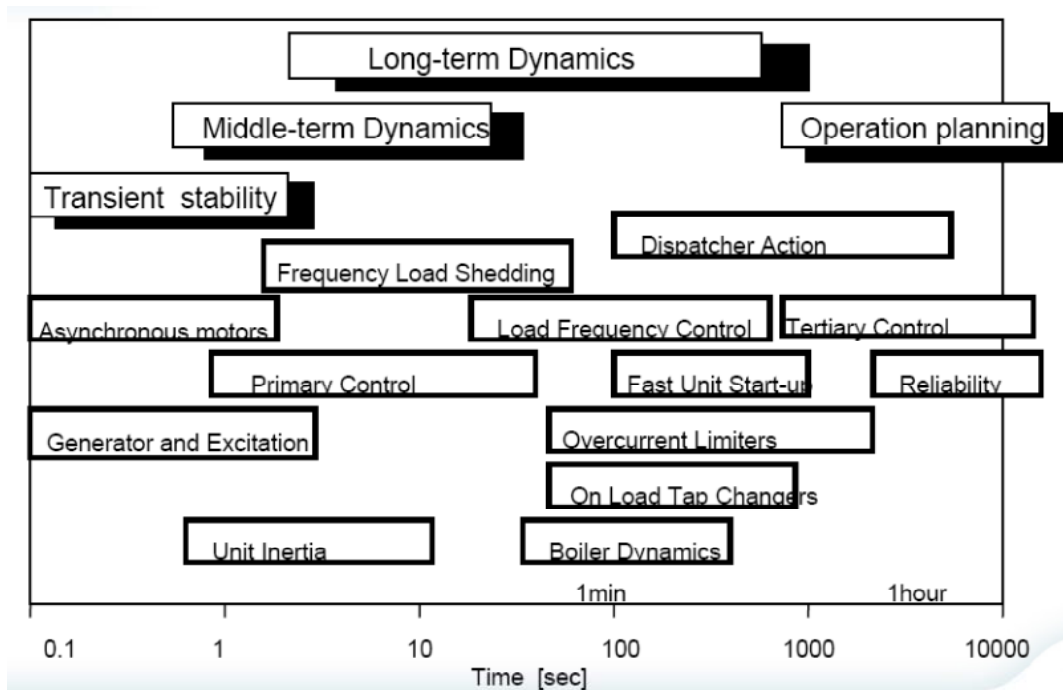 Long-term Dynamics
Middle-term Dynamics
Operation planning
Transient stability
Dispatcher Action
Frequency Load Shedding
Asynchronous motors
Load Frequency Control
Tertiary Control
Primary Control
Fast Unit Start-up
Reliability
Generator and Excitation
Overcurrent Limiters
On Load Tap Changers
Unit Inertia
Boiler Dynamics
1min
1hour
0.1
1
10
100
1000
10000
Time [sec]